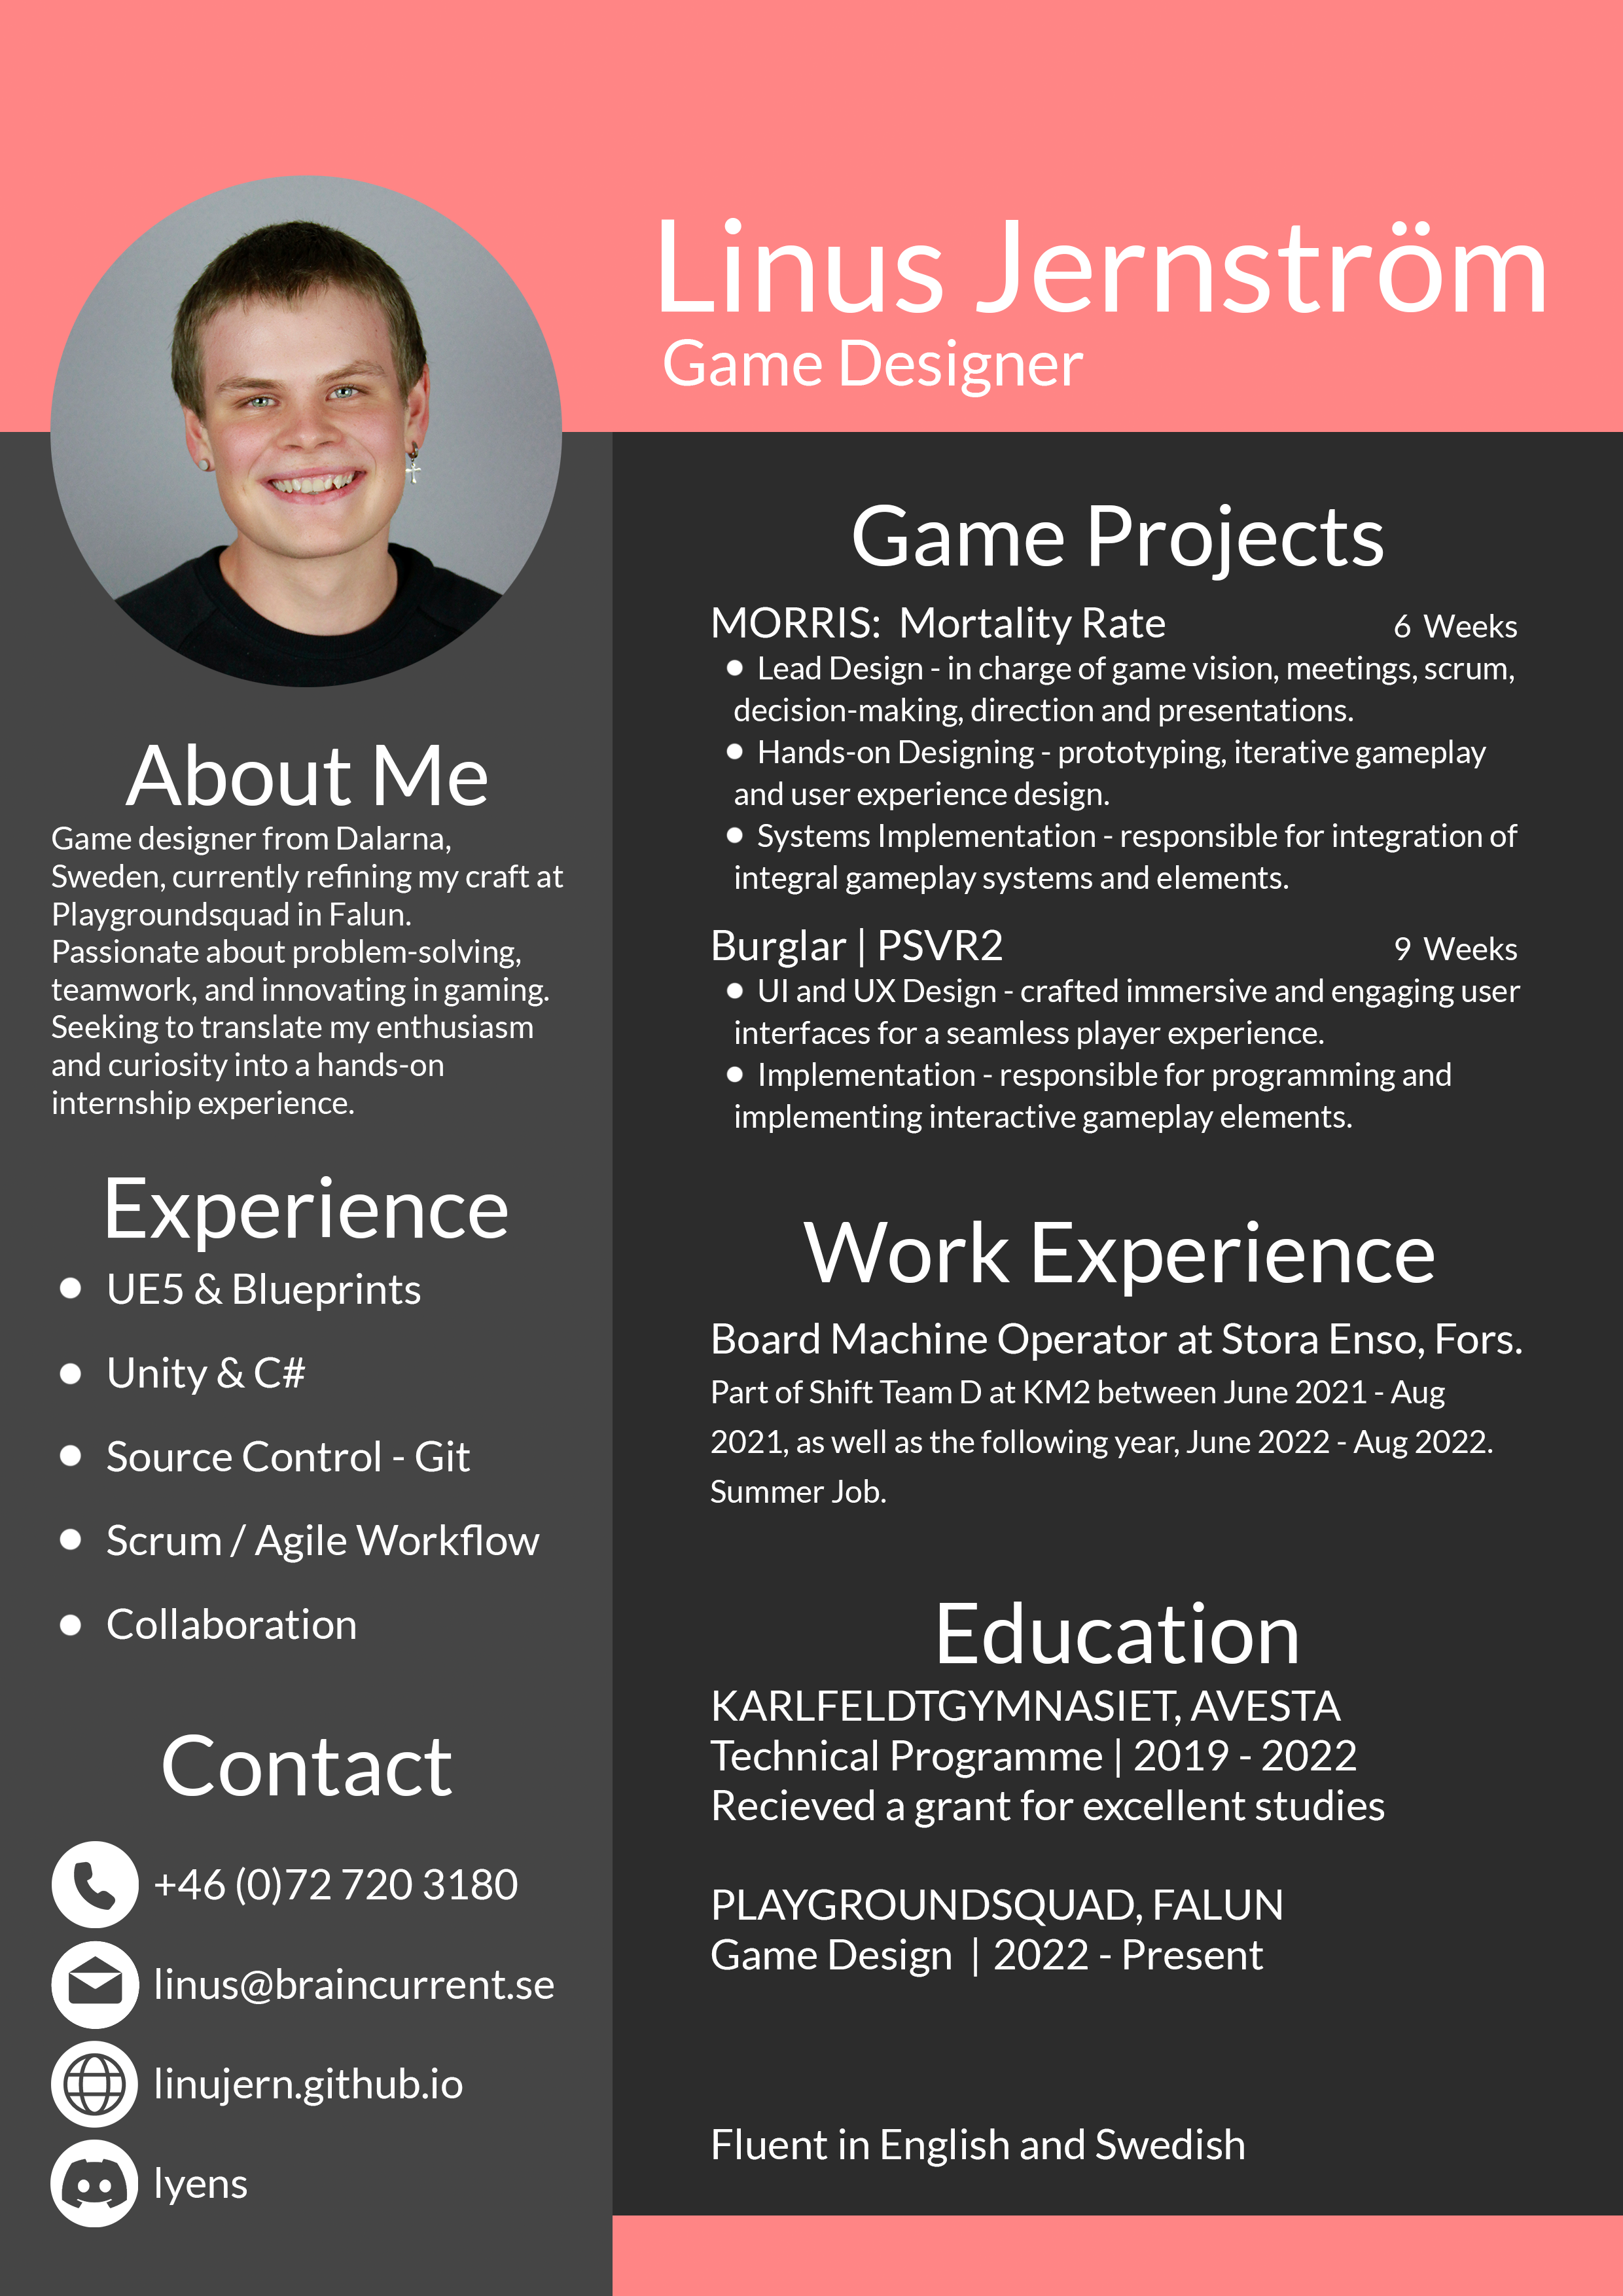 Linus Jernström
Game Designer
About Me
Game designer from Dalarna,
Sweden, currently refining my craft at
Playgroundsquad in Falun.
Passionate about problem-solving,
teamwork, and innovating in gaming.
Seeking to translate my enthusiasm
and curiosity into a hands-on
internship experience.
Experience
UE5 & Blueprints
Unity & C#
Source Control - Git
Scrum / Agile Workflow
Collaboration
Contact
+46 (0)72 720 3180
linus@braincurrent.se
linujern.github.io
lyens
Game Projects
MORRIS: Mortality Rate 6 Weeks
Lead Design - in charge of game vision, meetings, scrum,
decision-making, direction and presentations.
Hands-on Designing - prototyping, iterative gameplay
and user experience design.
Systems Implementation - responsible for integration of
integral gameplay systems and elements.
Burglar | PSVR2 9 Weeks
UI and UX Design - crafted immersive and engaging user
interfaces for a seamless player experience.
Implementation - responsible for programming and
implementing interactive gameplay elements.
Work Experience
Board Machine Operator at Stora Enso, Fors.
Part of Shift Team D at KM2 between June 2021 - Aug
2021, as well as the following year, June 2022 - Aug 2022.
Summer Job.
Education
KARLFELDTGYMNASIET, AVESTA
Technical Programme | 2019 - 2022
Recieved a grant for excellent studies
PLAYGROUNDSQUAD, FALUN
Game Design | 2022 - Present
Fluent in English and Swedish